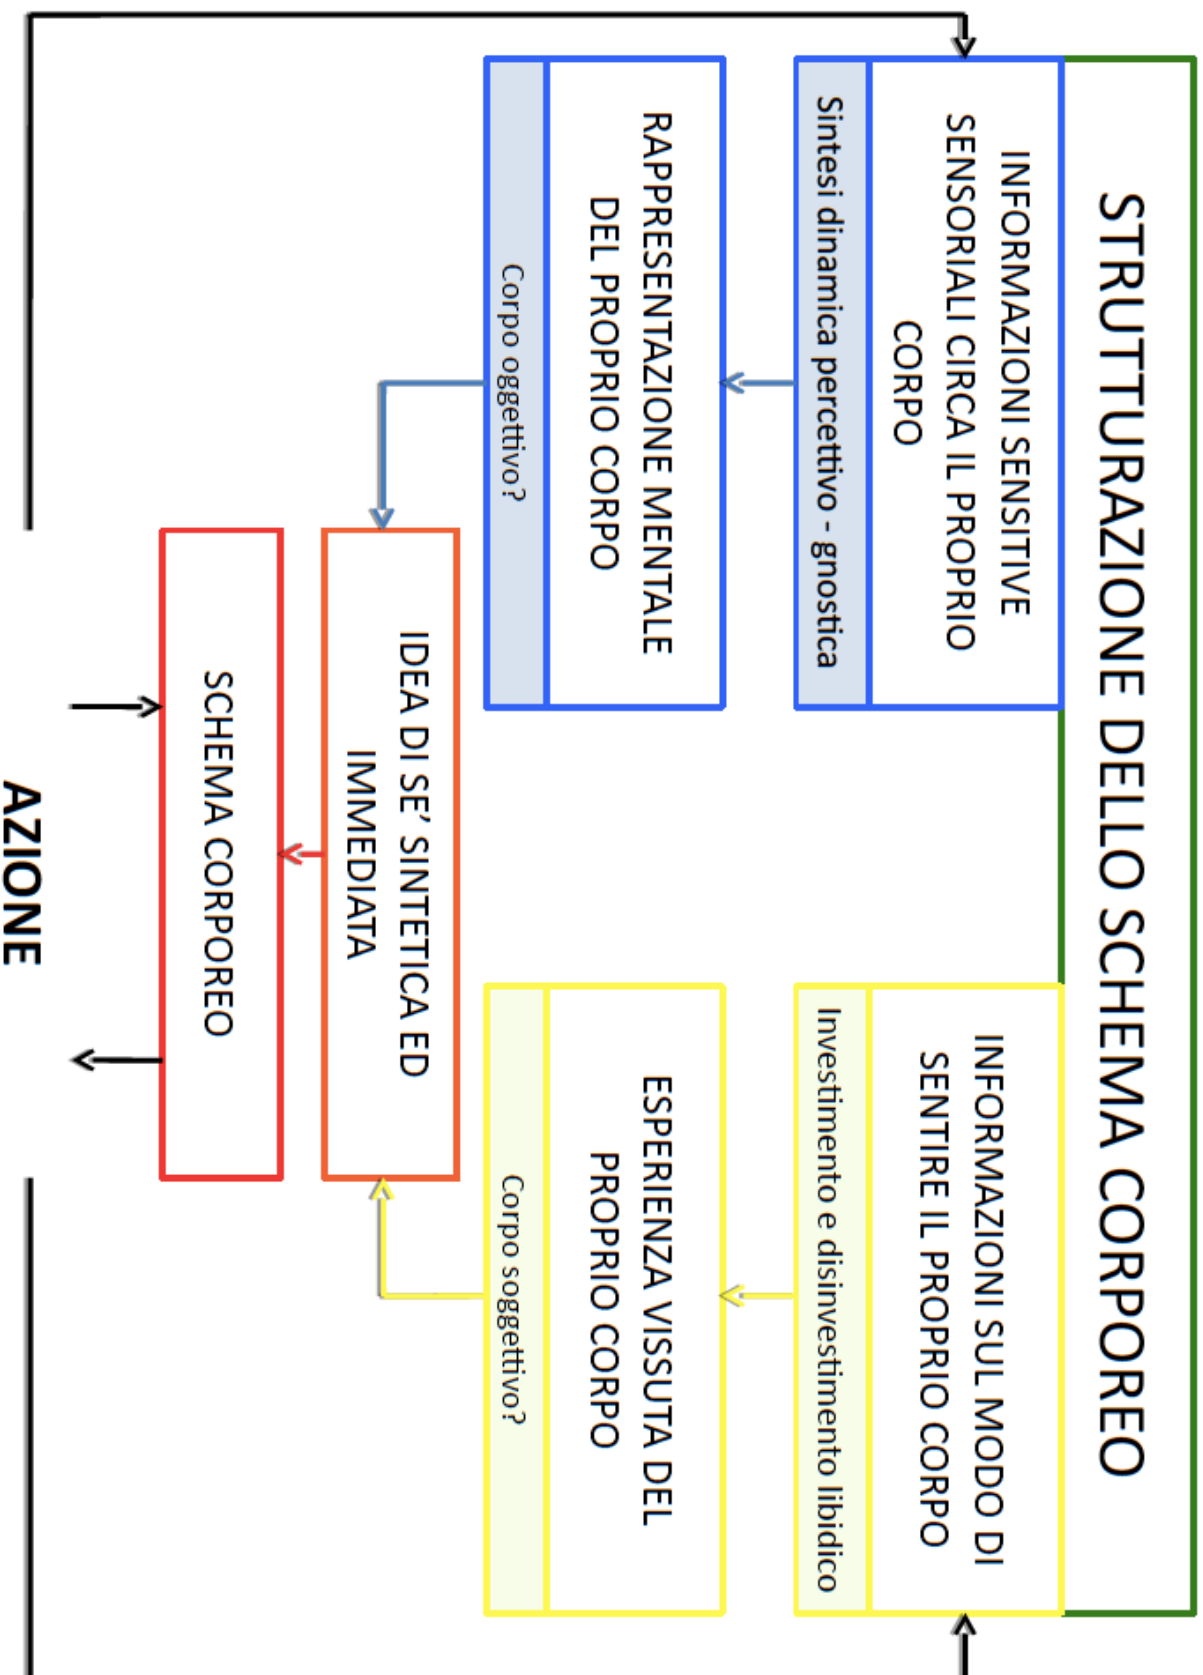 STRUTTURAZIONE DELLO SCHEMA CORPOREO
INFORMAZIONI SENSITIVE
SENSORIALI CIRCA IL PROPRIO
CORPO
Sintesi dinamica percettivo - gnostica
INFORMAZIONI SUL MODO DI
SENTIRE IL PROPRIO CORPO
Investimento e disinvestimento libidico
RAPPRESENTAZIONE MENTALE
DEL PROPRIO CORPO
Corpo oggettivo?
ESPERIENZA VISSUTA DEL
PROPRIO CORPO
Corpo soggettivo?
IDEA DI SE’ SINTETICA ED
IMMEDIATA
SCHEMA CORPOREO
AZIONE